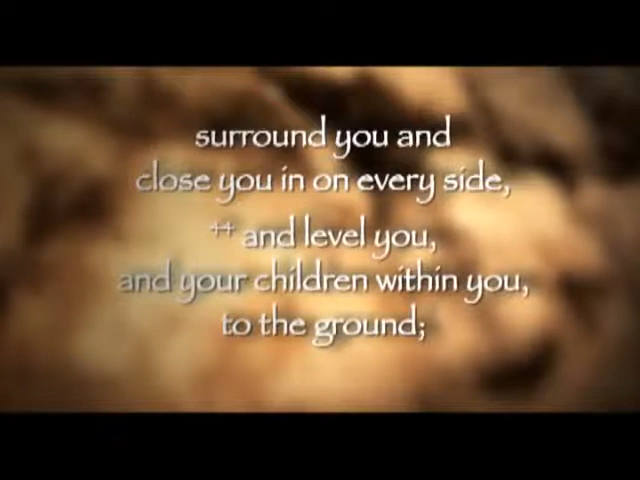 surround you and
close you in on every side,
44 and level you,
and your children within you,
to the ground;